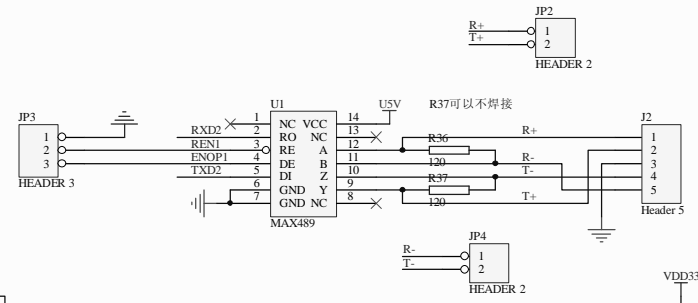 JP2
R+
T+
1
2
HEADER 2
U1
U5V
R37可以不焊接
JP3
J2
1
2
3
HEADER 3
RXD2
REN1
ENOP1
TXD2
1
2
3
4
5
6
7
NC VCC
RO NC
RE A
DE B
DI Z
GND Y
GND NC
14
13
12
11
10
9
8
MAX489
R36
120
R37
120
R+
R-
T-
T+
1
2
3
4
5
Header 5
JP4
R-
T-
1
2
HEADER 2
VDD33